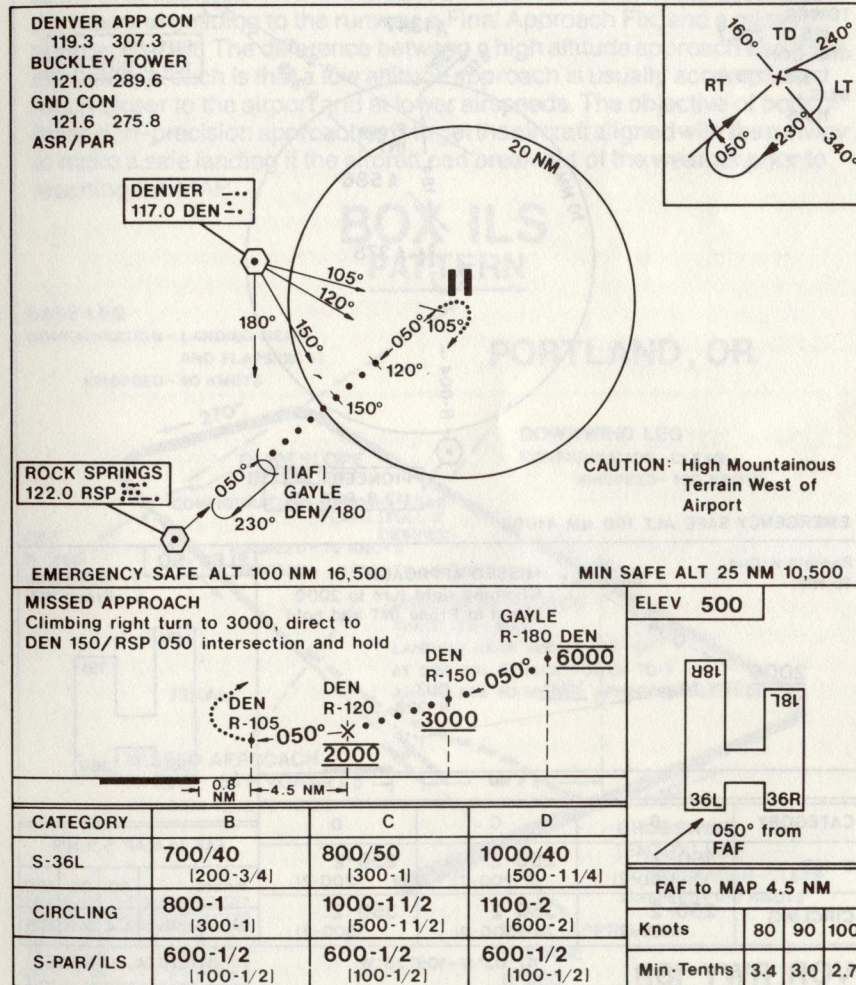 DENVER APP CON
119.3 307.3
BUCKLEY TOWER
121.0 289.6
GND CON
121.6 275.8
ASR/PAR
160°
TD
240°
RT
LT
050°
230°
040°
20 NM
DENVER
117.0 DEN
105°
120°
180°
150°
050°
105°
120°
150°
ROCK SPRINGS
122.0 RSP
050°
230°
[IAF]
GAYLE
DEN/180
CAUTION: High Mountainous
Terrain West of
Airport
EMERGENCY SAFE ALT 100 NM 16,500
MIN SAFE ALT 25 NM 10,500
MISSED APPROACH
Climbing right turn to 3000, direct to
DEN 150/RSP 050 intersection and hold
GAYLE
R-180 DEN
6000
DEN
R-150
050°
3000
DEN
R-120
2000
DEN
R-105
050°
0.8
NM
4.5 NM
ELEV 500
18R
18L
36L
36R
050° from
FAF
CATEGORY B C D
S-36L 700/40 800/50 1000/40
[200-3/4] [300-1] [500-1 1/4]
CIRCLING 800-1 1000-1 1/2 1100-2
[300-1] [500-1 1/2] [600-2]
S-PAR/ILS 600-1/2 600-1/2 600-1/2
[100-1/2] [100-1/2] [100-1/2]
FAF to MAP 4.5 NM
Knots 80 90 100
Min-Tenths 3.4 3.0 2.7
BOX ILS
PATTERN
PORTLAND, OR